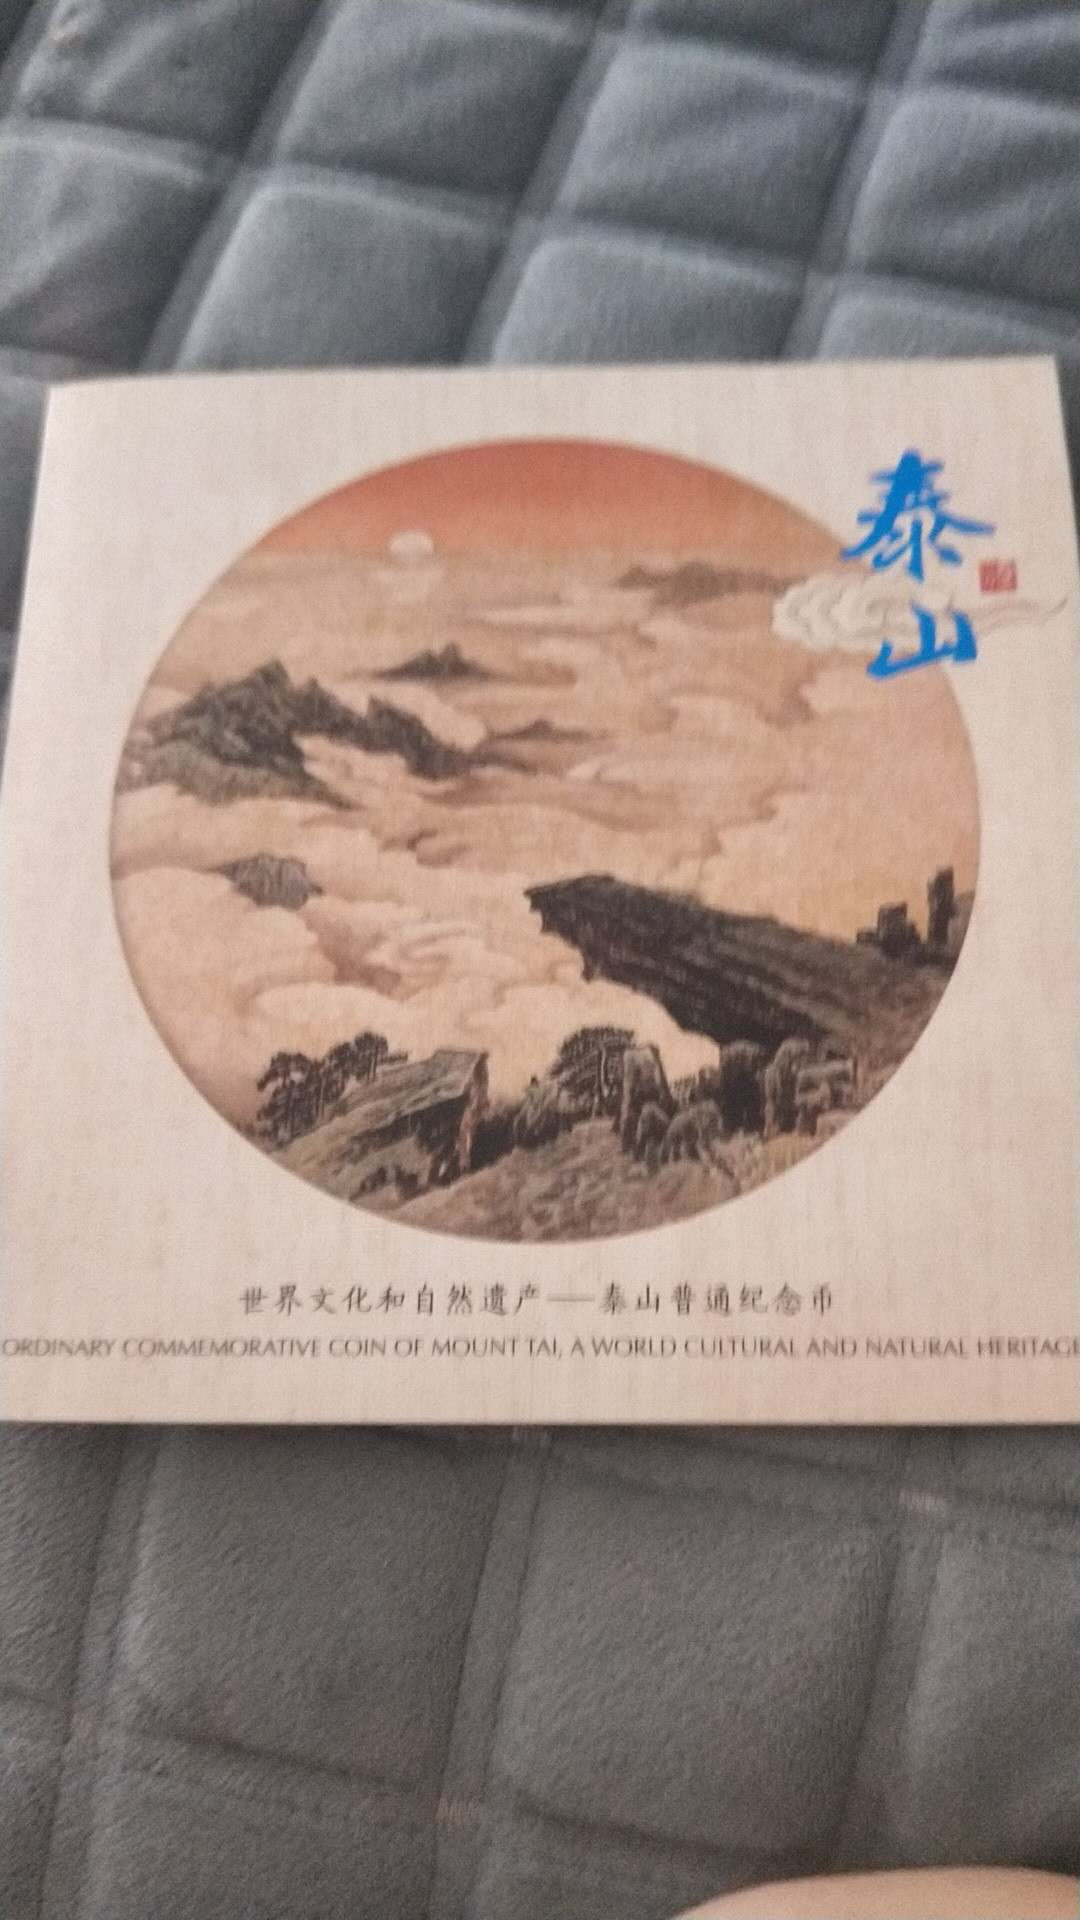 泰山
世界文化和自然遗产——泰山普通纪念币
ORDINARY COMMEMORATIVE COIN OF MOUNT TAI, A WORLD CULTURAL AND NATURAL HERITAGE